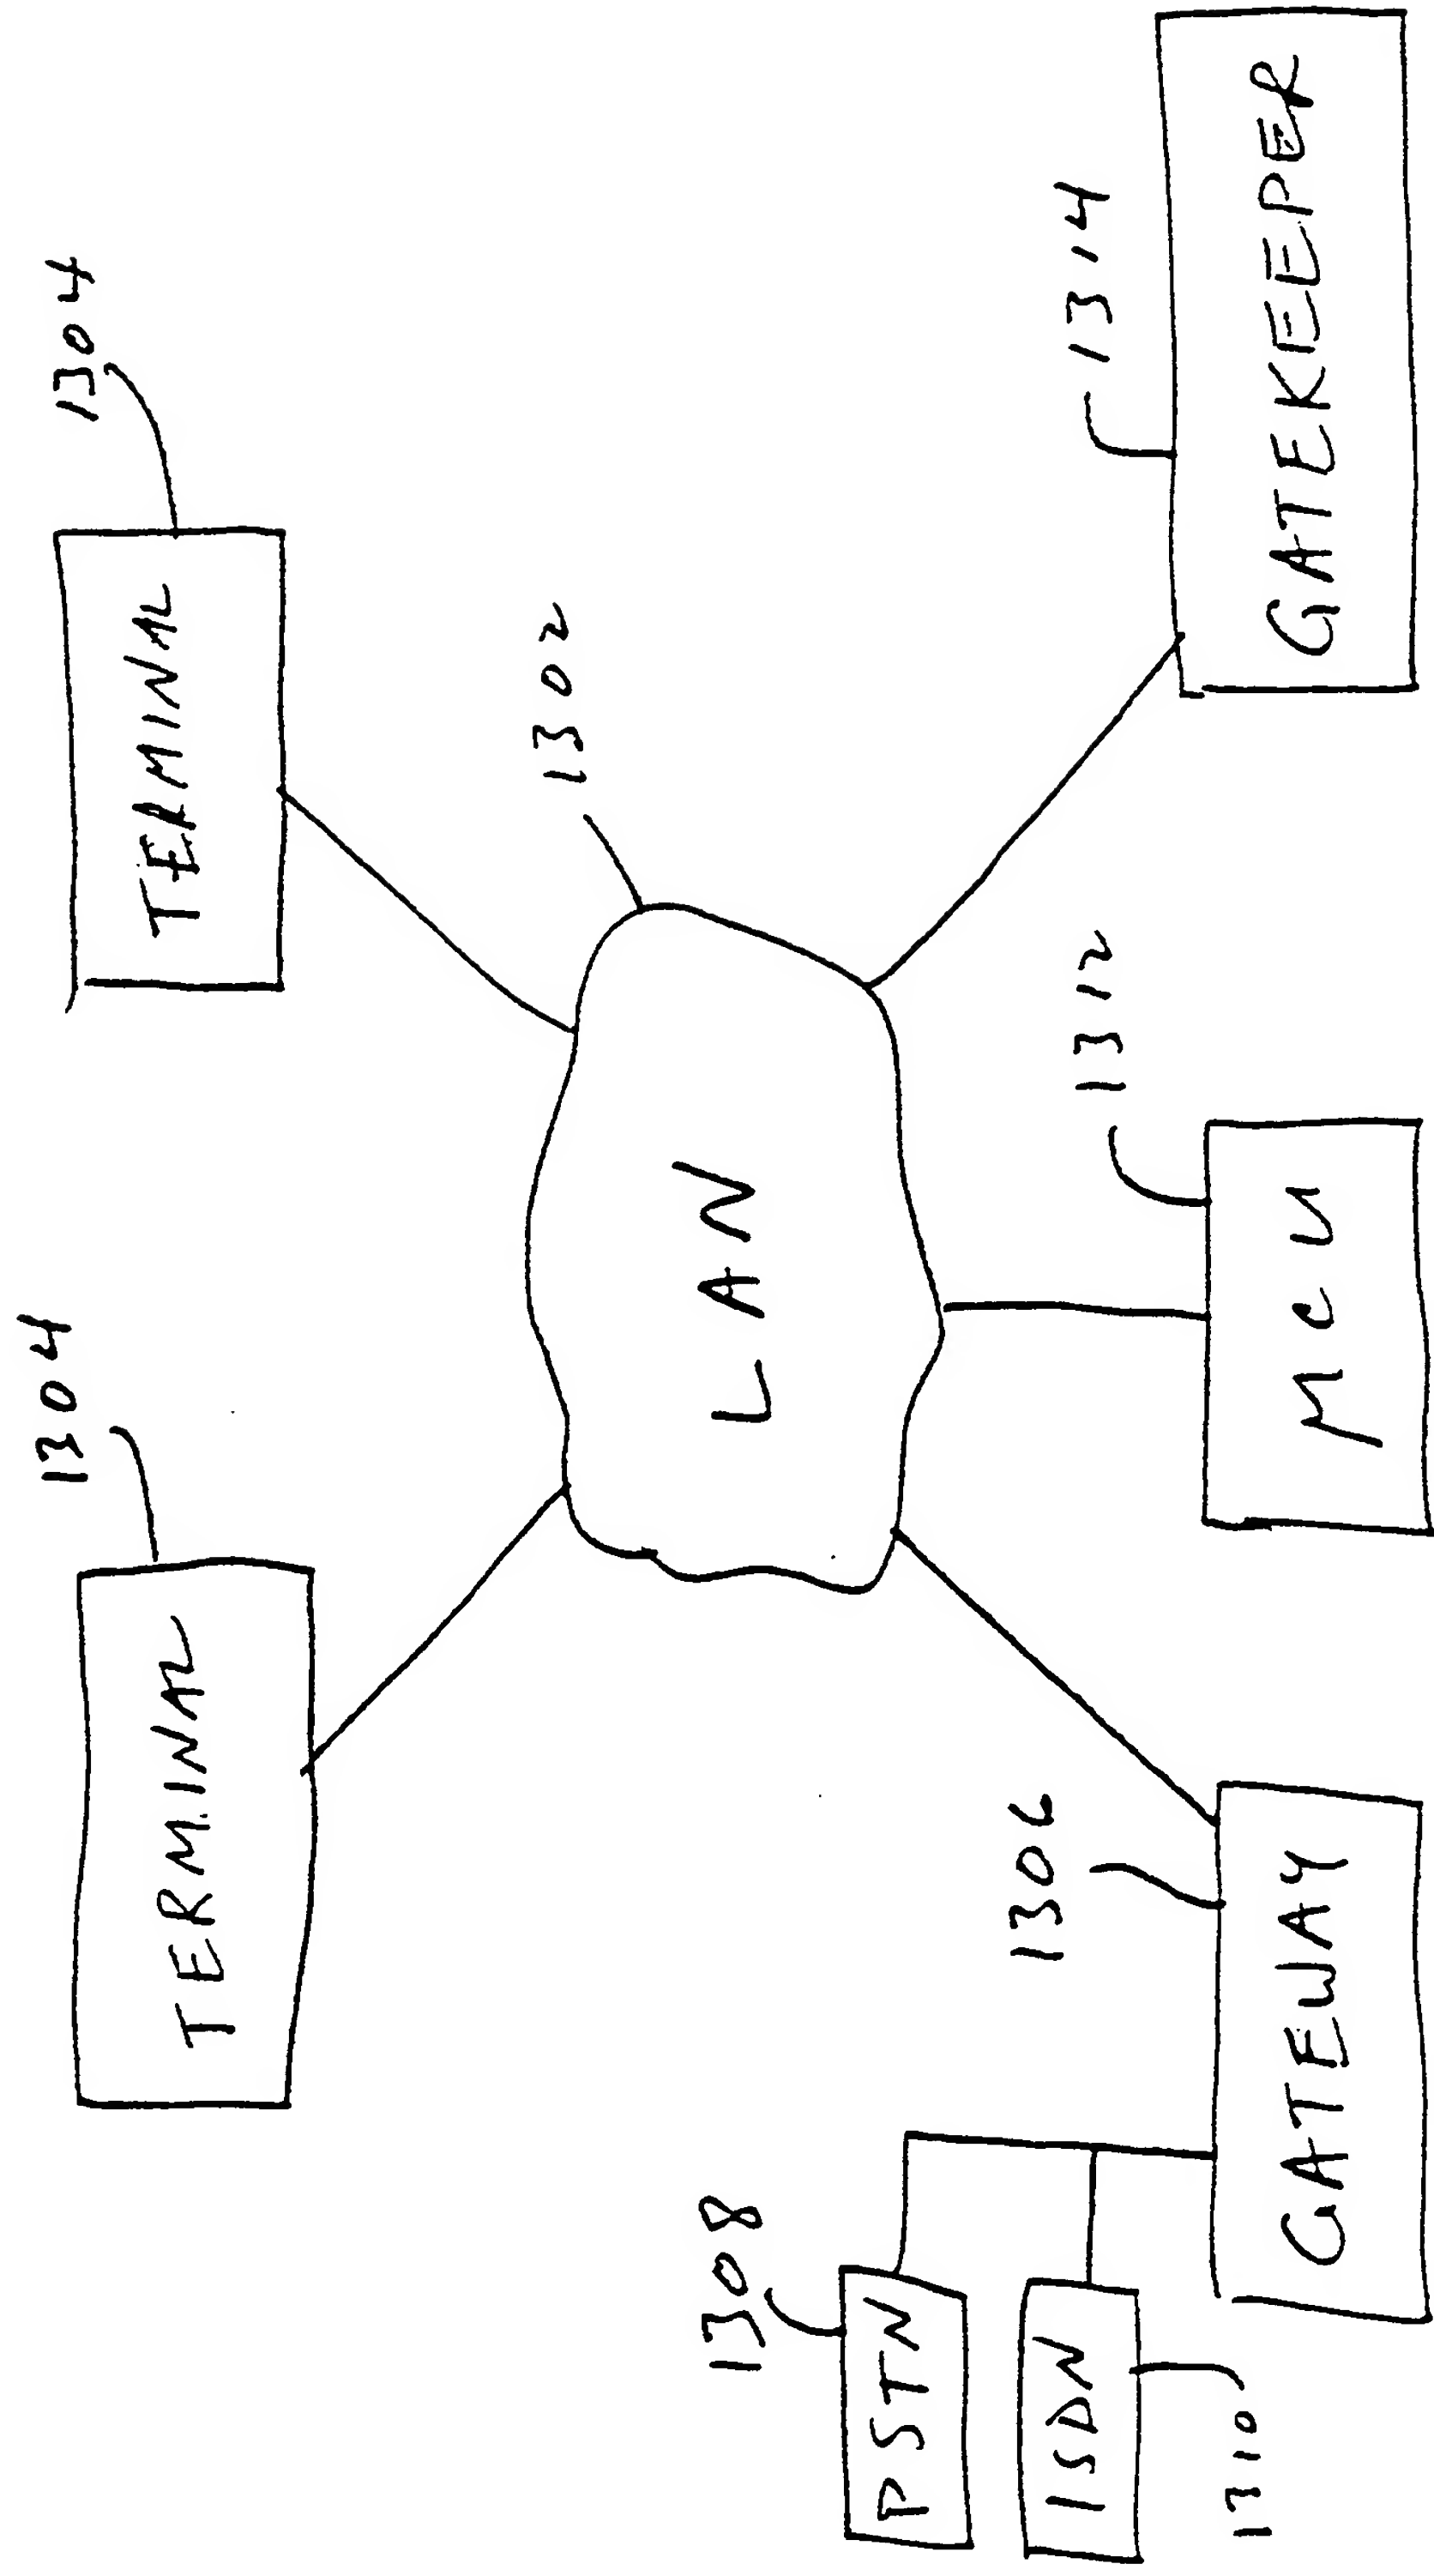 1304
1304
TERMINAL
TERMINAL
1302
LAN
1308
PSTN
1306
1312
1314
ISDN
1310
GATEWAY
MCU
GATEKEEPER